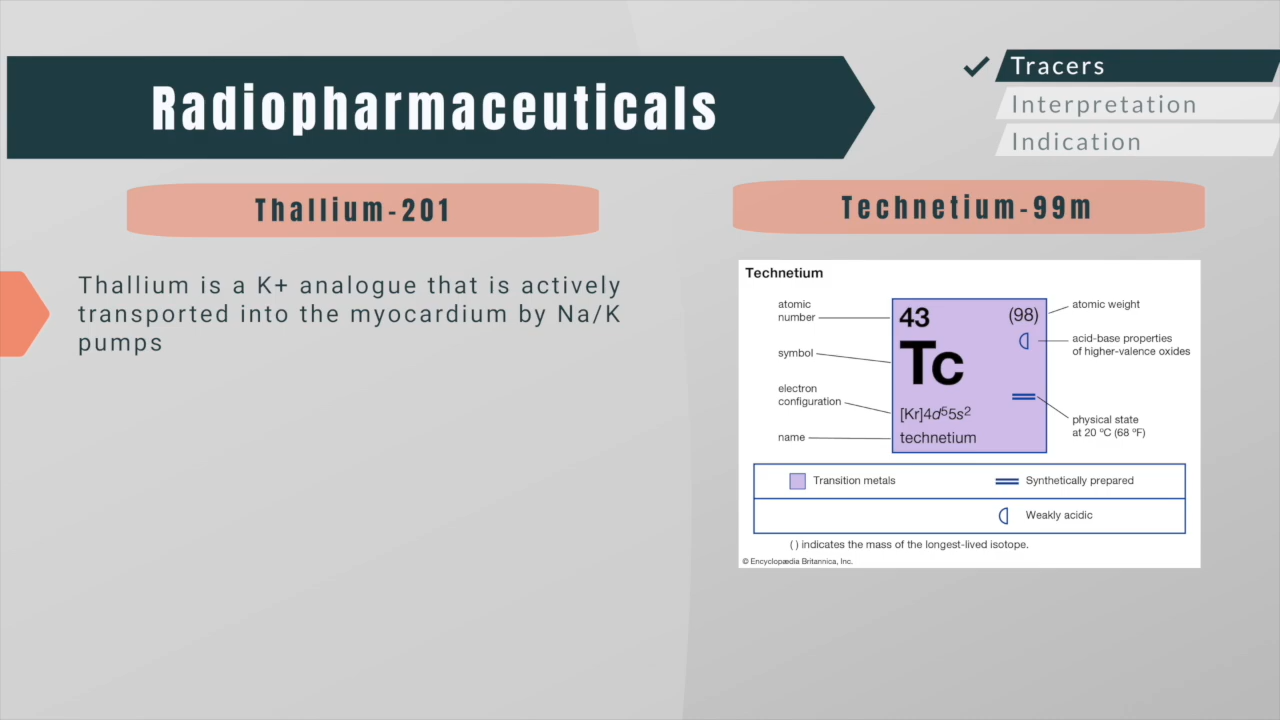 Radiopharmaceuticals
Tracers
Interpretation
Indication
Thallium-201
Thallium is a K+ analogue that is actively
transported into the myocardium by Na/K
pumps
Technetium-99m
Technetium
atomic
number
43
(98)
atomic weight
acid-base properties
of higher-valence oxides
symbol
Tc
electron
configuration
[Kr]4d⁵5s²
physical state
at 20 °C (68 °F)
name
technetium
Transition metals
Synthetically prepared
Weakly acidic
( ) indicates the mass of the longest-lived isotope.
© Encyclopædia Britannica, Inc.